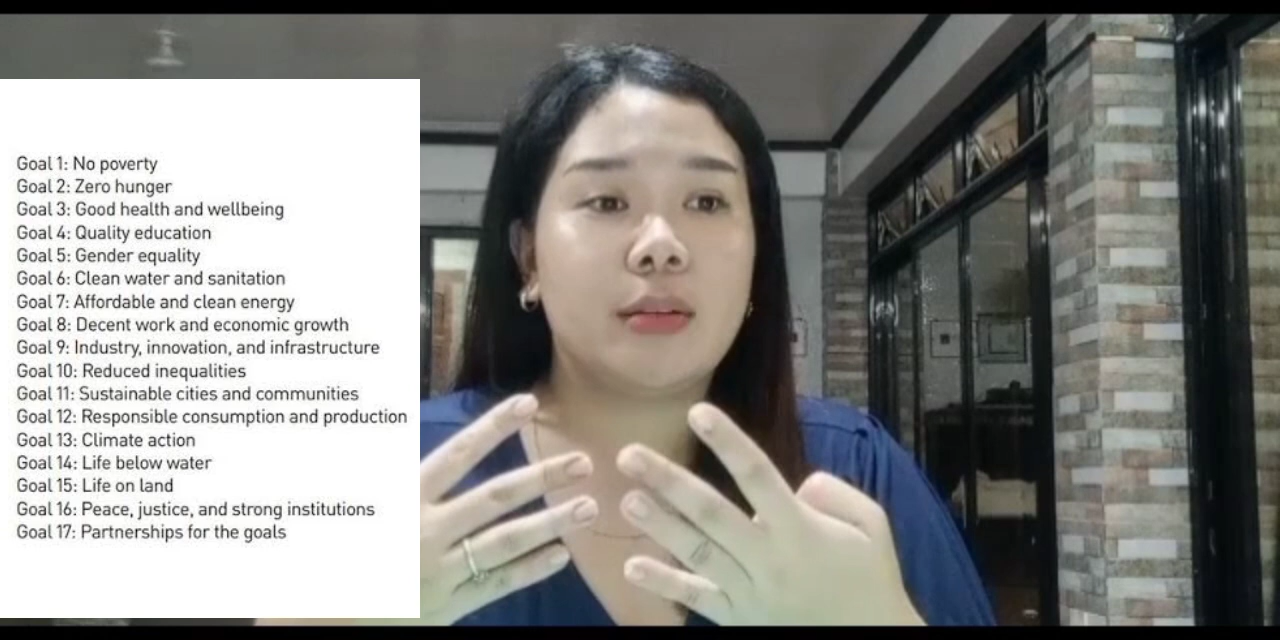 Goal 1: No poverty
Goal 2: Zero hunger
Goal 3: Good health and wellbeing
Goal 4: Quality education
Goal 5: Gender equality
Goal 6: Clean water and sanitation
Goal 7: Affordable and clean energy
Goal 8: Decent work and economic growth
Goal 9: Industry, innovation, and infrastructure
Goal 10: Reduced inequalities
Goal 11: Sustainable cities and communities
Goal 12: Responsible consumption and production
Goal 13: Climate action
Goal 14: Life below water
Goal 15: Life on land
Goal 16: Peace, justice, and strong institutions
Goal 17: Partnerships for the goals